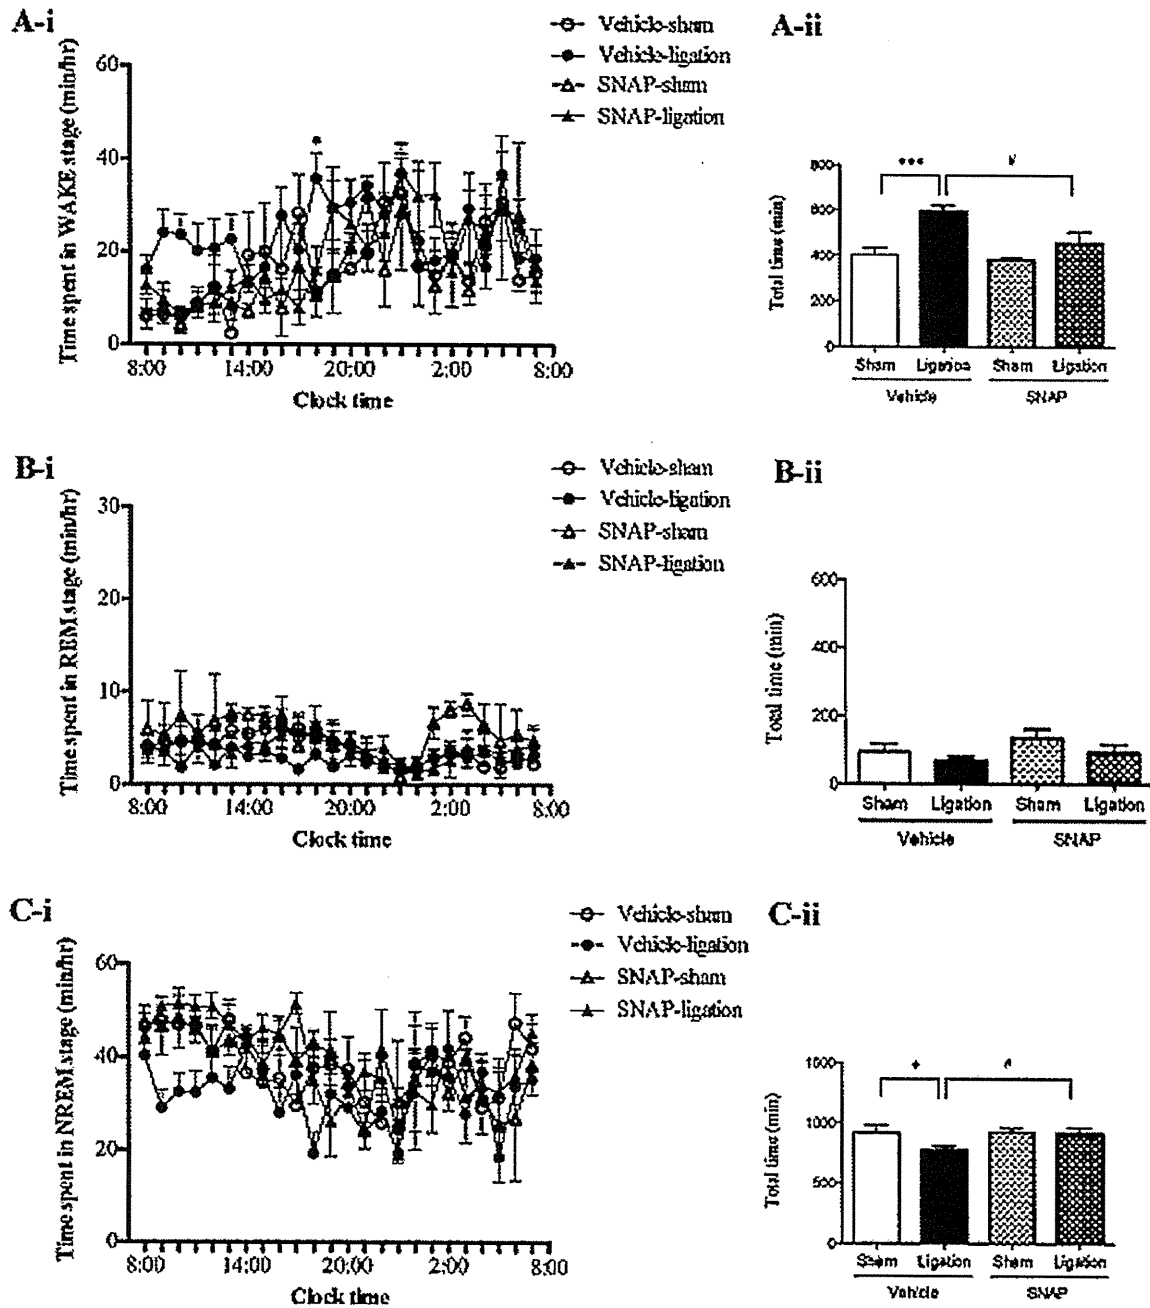 A-i
Vehicle-sham
Vehicle-ligation
SNAP-sham
SNAP-ligation
Time spent in WAKE stage (min/hr)
60
40
20
0
*
8:00 14:00 20:00 2:00 8:00
Clock time
A-ii
Total time (min)
800
600
400
200
0
***
#
Sham Ligation Sham Ligation
Vehicle SNAP
B-i
Vehicle-sham
Vehicle-ligation
SNAP-sham
SNAP-ligation
Time spent in REM stage (min/hr)
30
20
10
0
8:00 14:00 20:00 2:00 8:00
Clock time
B-ii
Total time (min)
600
400
200
0
Sham Ligation Sham Ligation
Vehicle SNAP
C-i
Vehicle-sham
Vehicle-ligation
SNAP-sham
SNAP-ligation
Time spent in NREM stage (min/hr)
60
40
20
0
8:00 14:00 20:00 2:00 8:00
Clock time
C-ii
Total time (min)
1500
1000
500
0
*
#
Sham Ligation Sham Ligation
Vehicle SNAP